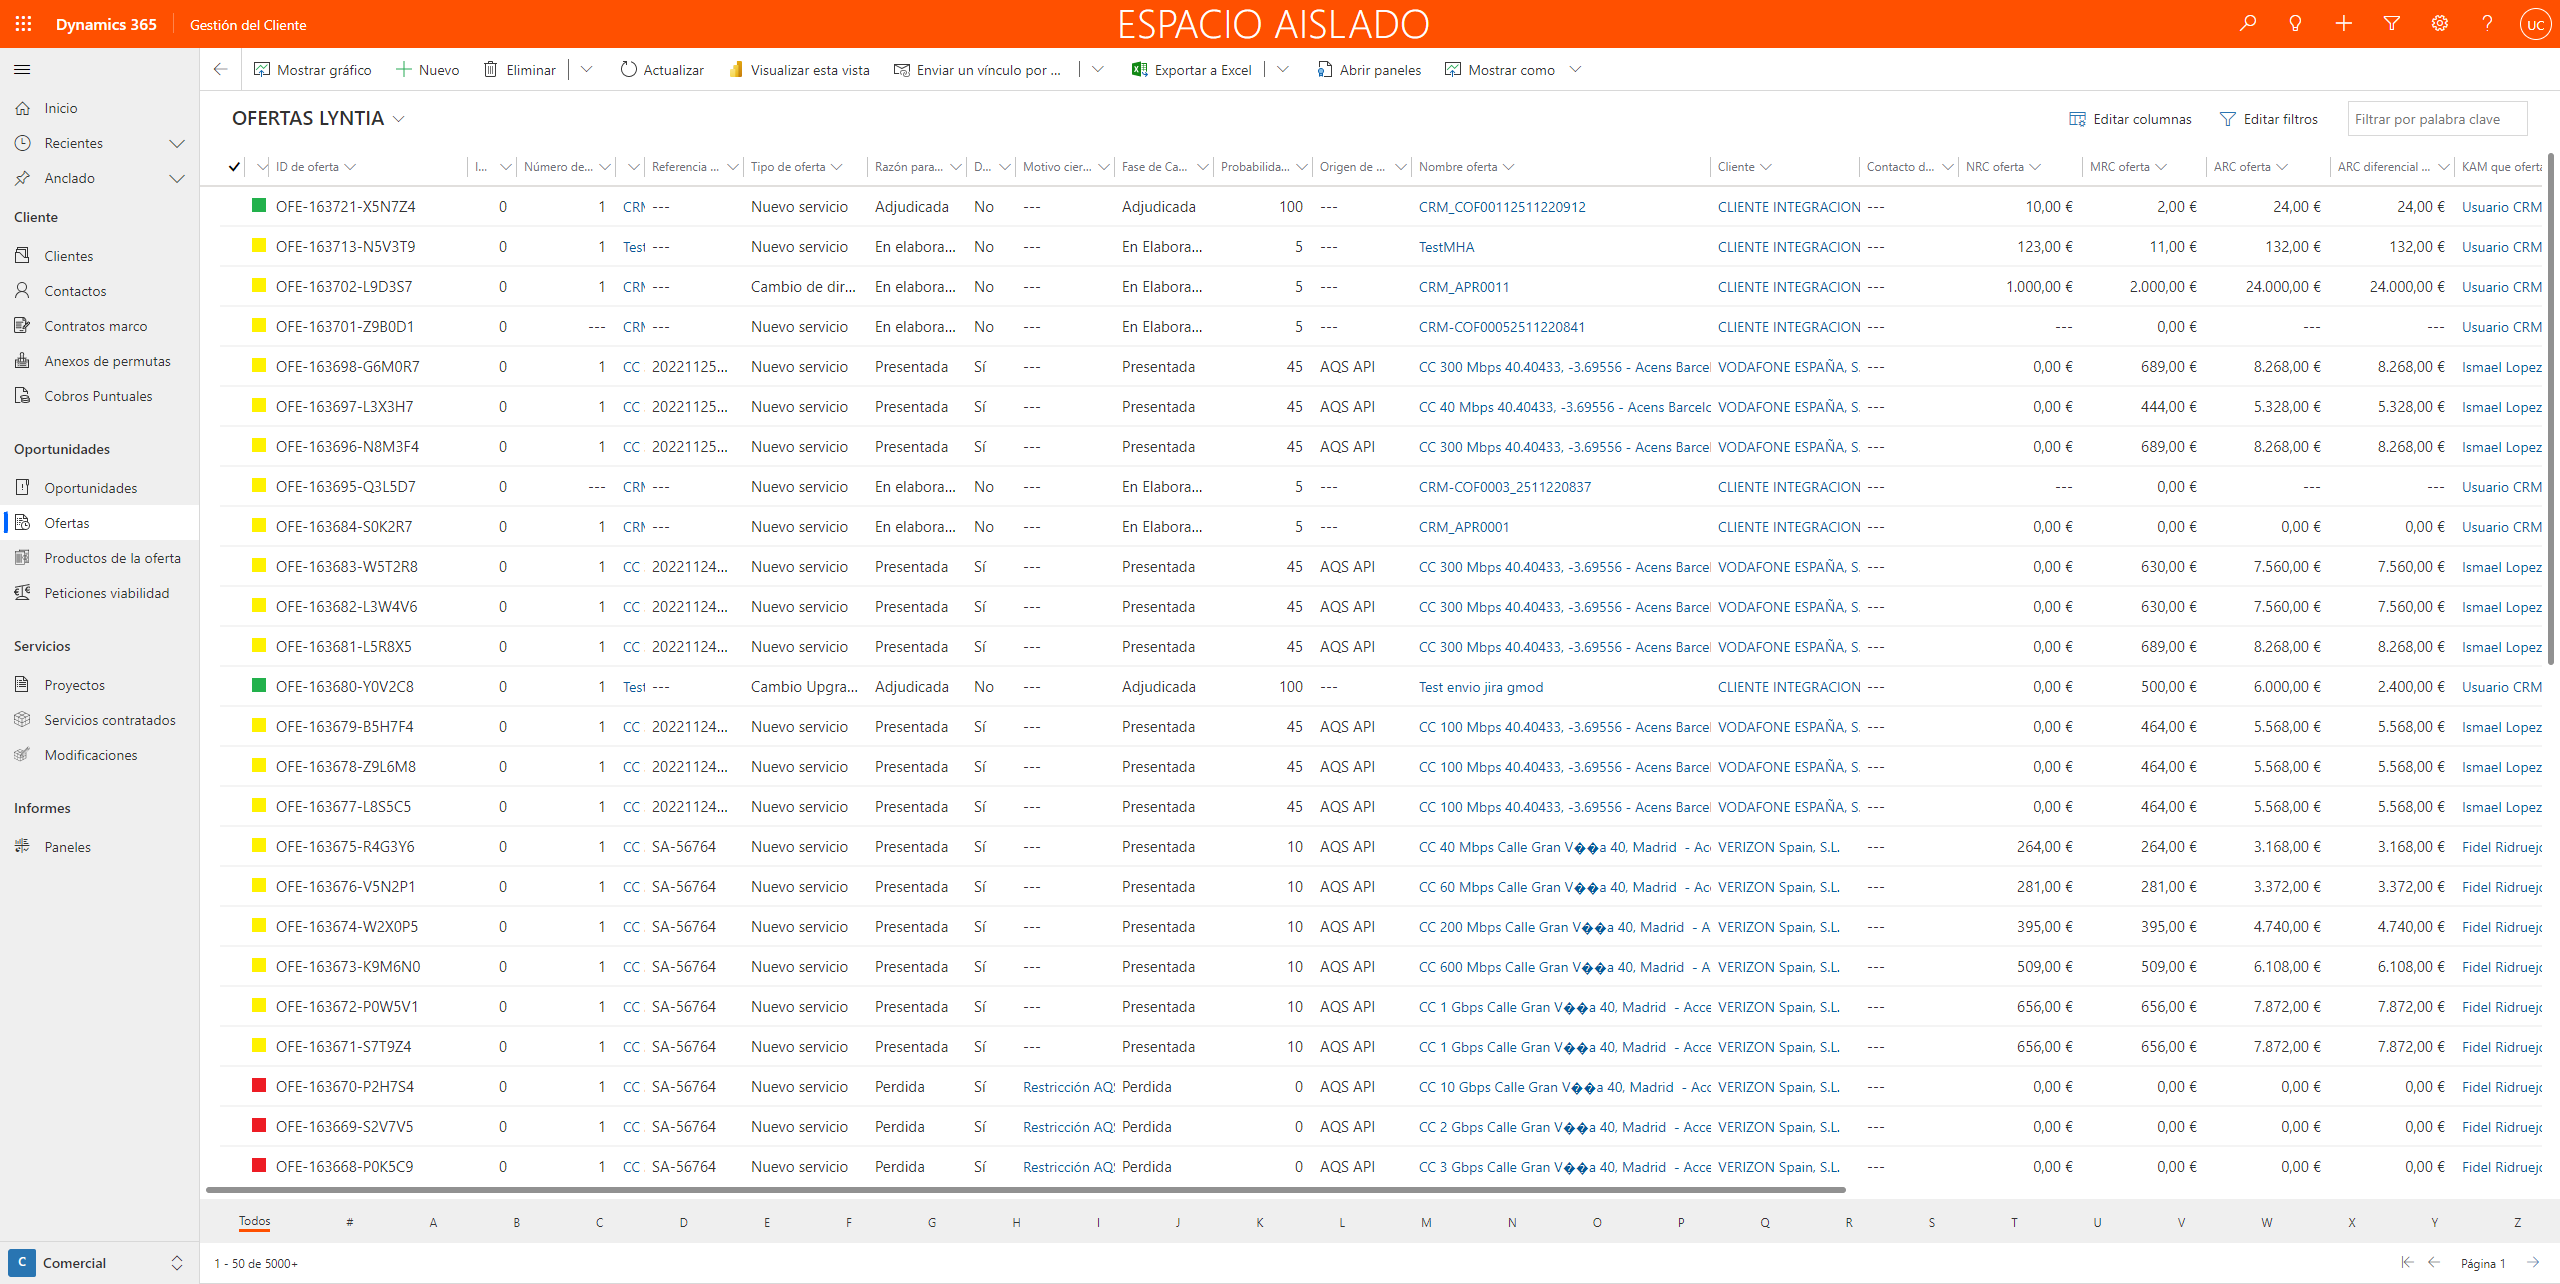 Dynamics 365 Gestión del Cliente ESPACIO AISLADO UC
Mostrar gráfico Nuevo Eliminar Actualizar Visualizar esta vista Enviar un vínculo por ... Exportar a Excel Abrir paneles Mostrar como
Inicio
Recientes
Anclado
Cliente
Clientes
Contactos
Contratos marco
Anexos de permutas
Cobros Puntuales
Oportunidades
Oportunidades
Ofertas
Productos de la oferta
Peticiones viabilidad
Servicios
Proyectos
Servicios contratados
Modificaciones
Informes
Paneles
C Comercial
OFERTAS LYNTIA Editar columnas Editar filtros Filtrar por palabra clave
ID de oferta I... Número de... Referencia ... Tipo de oferta Razón para... D... Motivo cier... Fase de Ca... Probabilida... Origen de ... Nombre oferta Cliente Contacto d... NRC oferta MRC oferta ARC oferta ARC diferencial ... KAM que oferta
OFE-163721-X5N7Z4 0 1 CRM --- Nuevo servicio Adjudicada No --- Adjudicada 100 --- CRM_COF00112511220912 CLIENTE INTEGRACION --- 10,00 € 2,00 € 24,00 € 24,00 € Usuario CRM
OFE-163713-N5V3T9 0 1 Test --- Nuevo servicio En elabora... No --- En Elabora... 5 --- TestMHA CLIENTE INTEGRACION --- 123,00 € 11,00 € 132,00 € 132,00 € Usuario CRM
OFE-163702-L9D3S7 0 1 CRM --- Cambio de dir... En elabora... No --- En Elabora... 5 --- CRM_APR0011 CLIENTE INTEGRACION --- 1.000,00 € 2.000,00 € 24.000,00 € 24.000,00 € Usuario CRM
OFE-163701-Z9B0D1 0 --- CRM --- Nuevo servicio En elabora... No --- En Elabora... 5 --- CRM-COF00052511220841 CLIENTE INTEGRACION --- --- 0,00 € --- --- Usuario CRM
OFE-163698-G6M0R7 0 1 CC 20221125... Nuevo servicio Presentada Sí --- Presentada 45 AQS API CC 300 Mbps 40.40433, -3.69556 - Acens Barcel VODAFONE ESPAÑA, S. --- 0,00 € 689,00 € 8.268,00 € 8.268,00 € Ismael Lopez
OFE-163697-L3X3H7 0 1 CC 20221125... Nuevo servicio Presentada Sí --- Presentada 45 AQS API CC 40 Mbps 40.40433, -3.69556 - Acens Barcelo VODAFONE ESPAÑA, S. --- 0,00 € 444,00 € 5.328,00 € 5.328,00 € Ismael Lopez
OFE-163696-N8M3F4 0 1 CC 20221125... Nuevo servicio Presentada Sí --- Presentada 45 AQS API CC 300 Mbps 40.40433, -3.69556 - Acens Barcel VODAFONE ESPAÑA, S. --- 0,00 € 689,00 € 8.268,00 € 8.268,00 € Ismael Lopez
OFE-163695-Q3L5D7 0 --- CRM --- Nuevo servicio En elabora... No --- En Elabora... 5 --- CRM-COF0003_2511220837 CLIENTE INTEGRACION --- --- 0,00 € --- --- Usuario CRM
OFE-163684-S0K2R7 0 1 CRM --- Nuevo servicio En elabora... No --- En Elabora... 5 --- CRM_APR0001 CLIENTE INTEGRACION --- 0,00 € 0,00 € 0,00 € 0,00 € Usuario CRM
OFE-163683-W5T2R8 0 1 CC 20221124... Nuevo servicio Presentada Sí --- Presentada 45 AQS API CC 300 Mbps 40.40433, -3.69556 - Acens Barcel VODAFONE ESPAÑA, S. --- 0,00 € 630,00 € 7.560,00 € 7.560,00 € Ismael Lopez
OFE-163682-L3W4V6 0 1 CC 20221124... Nuevo servicio Presentada Sí --- Presentada 45 AQS API CC 300 Mbps 40.40433, -3.69556 - Acens Barcel VODAFONE ESPAÑA, S. --- 0,00 € 630,00 € 7.560,00 € 7.560,00 € Ismael Lopez
OFE-163681-L5R8X5 0 1 CC 20221124... Nuevo servicio Presentada Sí --- Presentada 45 AQS API CC 300 Mbps 40.40433, -3.69556 - Acens Barcel VODAFONE ESPAÑA, S. --- 0,00 € 689,00 € 8.268,00 € 8.268,00 € Ismael Lopez
OFE-163680-Y0V2C8 0 1 Test --- Cambio Upgra... Adjudicada No --- Adjudicada 100 --- Test envio jira gmod CLIENTE INTEGRACION --- 0,00 € 500,00 € 6.000,00 € 2.400,00 € Usuario CRM
OFE-163679-B5H7F4 0 1 CC 20221124... Nuevo servicio Presentada Sí --- Presentada 45 AQS API CC 100 Mbps 40.40433, -3.69556 - Acens Barcel VODAFONE ESPAÑA, S. --- 0,00 € 464,00 € 5.568,00 € 5.568,00 € Ismael Lopez
OFE-163678-Z9L6M8 0 1 CC 20221124... Nuevo servicio Presentada Sí --- Presentada 45 AQS API CC 100 Mbps 40.40433, -3.69556 - Acens Barcel VODAFONE ESPAÑA, S. --- 0,00 € 464,00 € 5.568,00 € 5.568,00 € Ismael Lopez
OFE-163677-L8S5C5 0 1 CC 20221124... Nuevo servicio Presentada Sí --- Presentada 45 AQS API CC 100 Mbps 40.40433, -3.69556 - Acens Barcel VODAFONE ESPAÑA, S. --- 0,00 € 464,00 € 5.568,00 € 5.568,00 € Ismael Lopez
OFE-163675-R4G3Y6 0 1 CC SA-56764 Nuevo servicio Presentada Sí --- Presentada 10 AQS API CC 40 Mbps Calle Gran V��a 40, Madrid - Acc VERIZON Spain, S.L. --- 264,00 € 264,00 € 3.168,00 € 3.168,00 € Fidel Ridruejo
OFE-163676-V5N2P1 0 1 CC SA-56764 Nuevo servicio Presentada Sí --- Presentada 10 AQS API CC 60 Mbps Calle Gran V��a 40, Madrid - Acc VERIZON Spain, S.L. --- 281,00 € 281,00 € 3.372,00 € 3.372,00 € Fidel Ridruejo
OFE-163674-W2X0P5 0 1 CC SA-56764 Nuevo servicio Presentada Sí --- Presentada 10 AQS API CC 200 Mbps Calle Gran V��a 40, Madrid - A VERIZON Spain, S.L. --- 395,00 € 395,00 € 4.740,00 € 4.740,00 € Fidel Ridruejo
OFE-163673-K9M6N0 0 1 CC SA-56764 Nuevo servicio Presentada Sí --- Presentada 10 AQS API CC 600 Mbps Calle Gran V��a 40, Madrid - A VERIZON Spain, S.L. --- 509,00 € 509,00 € 6.108,00 € 6.108,00 € Fidel Ridruejo
OFE-163672-P0W5V1 0 1 CC SA-56764 Nuevo servicio Presentada Sí --- Presentada 10 AQS API CC 1 Gbps Calle Gran V��a 40, Madrid - Acce VERIZON Spain, S.L. --- 656,00 € 656,00 € 7.872,00 € 7.872,00 € Fidel Ridruejo
OFE-163671-S7T9Z4 0 1 CC SA-56764 Nuevo servicio Presentada Sí --- Presentada 10 AQS API CC 1 Gbps Calle Gran V��a 40, Madrid - Acce VERIZON Spain, S.L. --- 656,00 € 656,00 € 7.872,00 € 7.872,00 € Fidel Ridruejo
OFE-163670-P2H7S4 0 1 CC SA-56764 Nuevo servicio Perdida Sí Restricción AQS Perdida 0 AQS API CC 10 Gbps Calle Gran V��a 40, Madrid - Acc VERIZON Spain, S.L. --- 0,00 € 0,00 € 0,00 € 0,00 € Fidel Ridruejo
OFE-163669-S2V7V5 0 1 CC SA-56764 Nuevo servicio Perdida Sí Restricción AQS Perdida 0 AQS API CC 2 Gbps Calle Gran V��a 40, Madrid - Acce VERIZON Spain, S.L. --- 0,00 € 0,00 € 0,00 € 0,00 € Fidel Ridruejo
OFE-163668-P0K5C9 0 1 CC SA-56764 Nuevo servicio Perdida Sí Restricción AQS Perdida 0 AQS API CC 3 Gbps Calle Gran V��a 40, Madrid - Acce VERIZON Spain, S.L. --- 0,00 € 0,00 € 0,00 € 0,00 € Fidel Ridruejo
Todos # A B C D E F G H I J K L M N O P Q R S T U V W X Y Z
1 - 50 de 5000+ Página 1